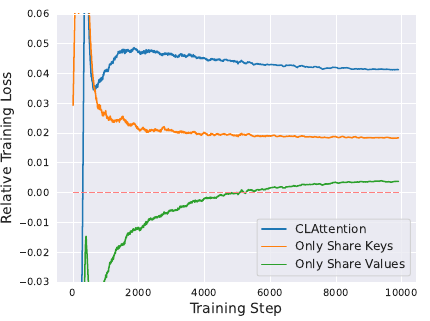 0.06
0.05
0.04
0.03
0.02
0.01
0.00
−0.01
−0.02
−0.03
Relative Training Loss
0 2000 4000 6000 8000 10000
Training Step
CLAttention
Only Share Keys
Only Share Values